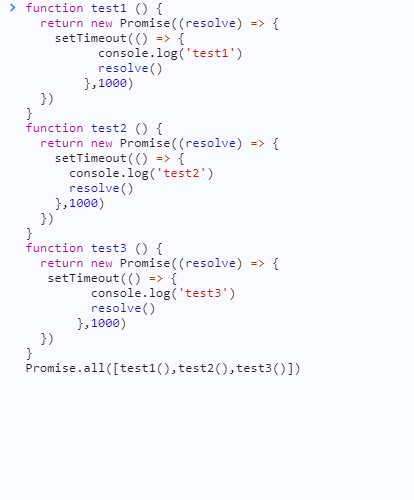 function test1 () {
  return new Promise((resolve) => {
    setTimeout(() => {
          console.log('test1')
          resolve()
        },1000)
  })
}
function test2 () {
  return new Promise((resolve) => {
    setTimeout(() => {
      console.log('test2')
      resolve()
    },1000)
  })
}
function test3 () {
  return new Promise((resolve) => {
   setTimeout(() => {
         console.log('test3')
         resolve()
       },1000)
  })
}
Promise.all([test1(),test2(),test3()])